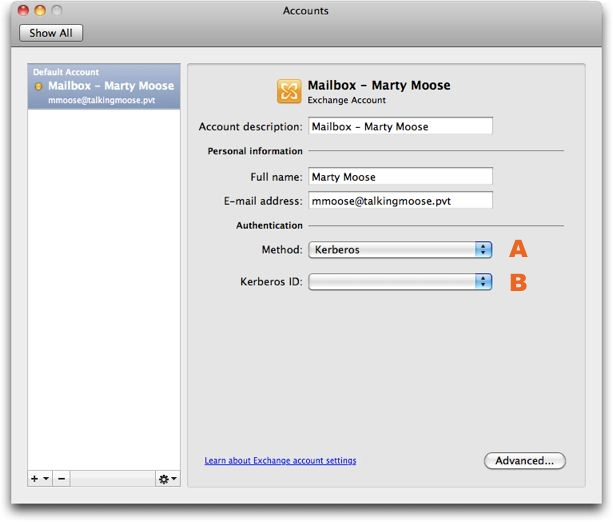 Accounts
Show All
Default Account
Mailbox – Marty Moose
mmoose@talkingmoose.pvt
Mailbox – Marty Moose
Exchange Account
Account description: Mailbox – Marty Moose
Personal information
Full name: Marty Moose
E-mail address: mmoose@talkingmoose.pvt
Authentication
Method: Kerberos A
Kerberos ID: B
Learn about Exchange account settings
Advanced...